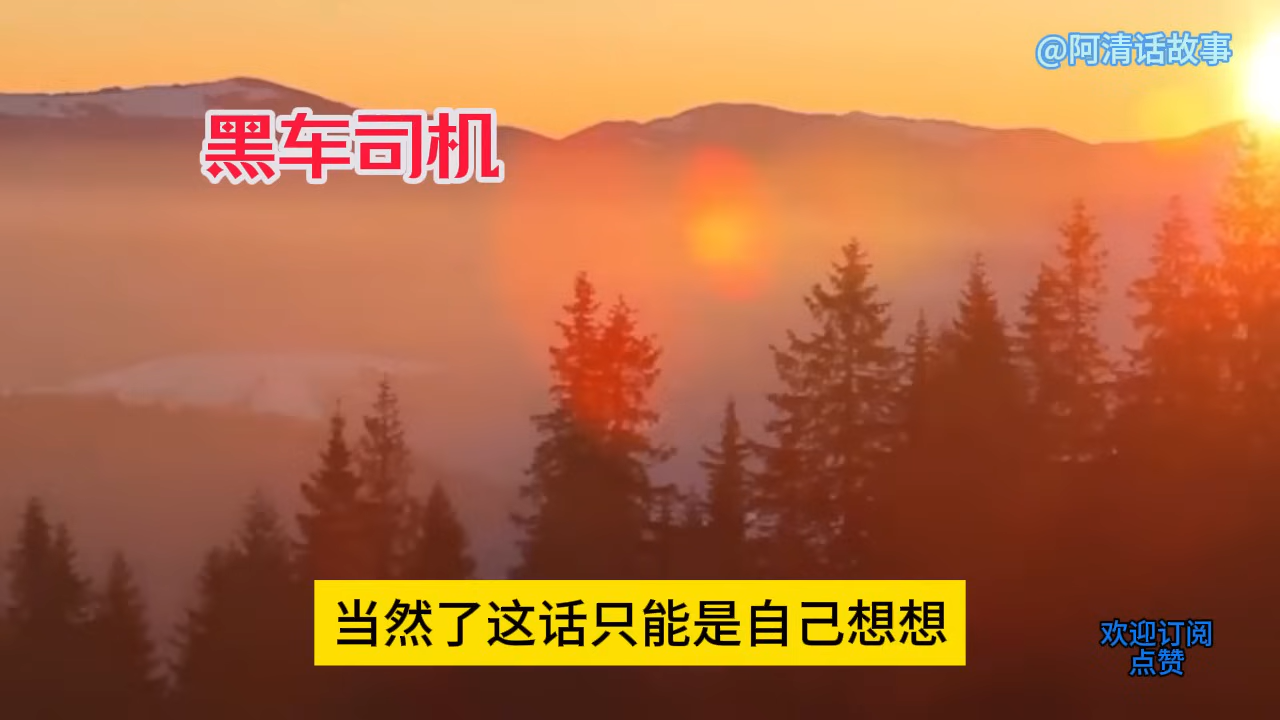 @阿清话故事
黑车司机
当然了这话只能是自己想想
欢迎订阅
点赞